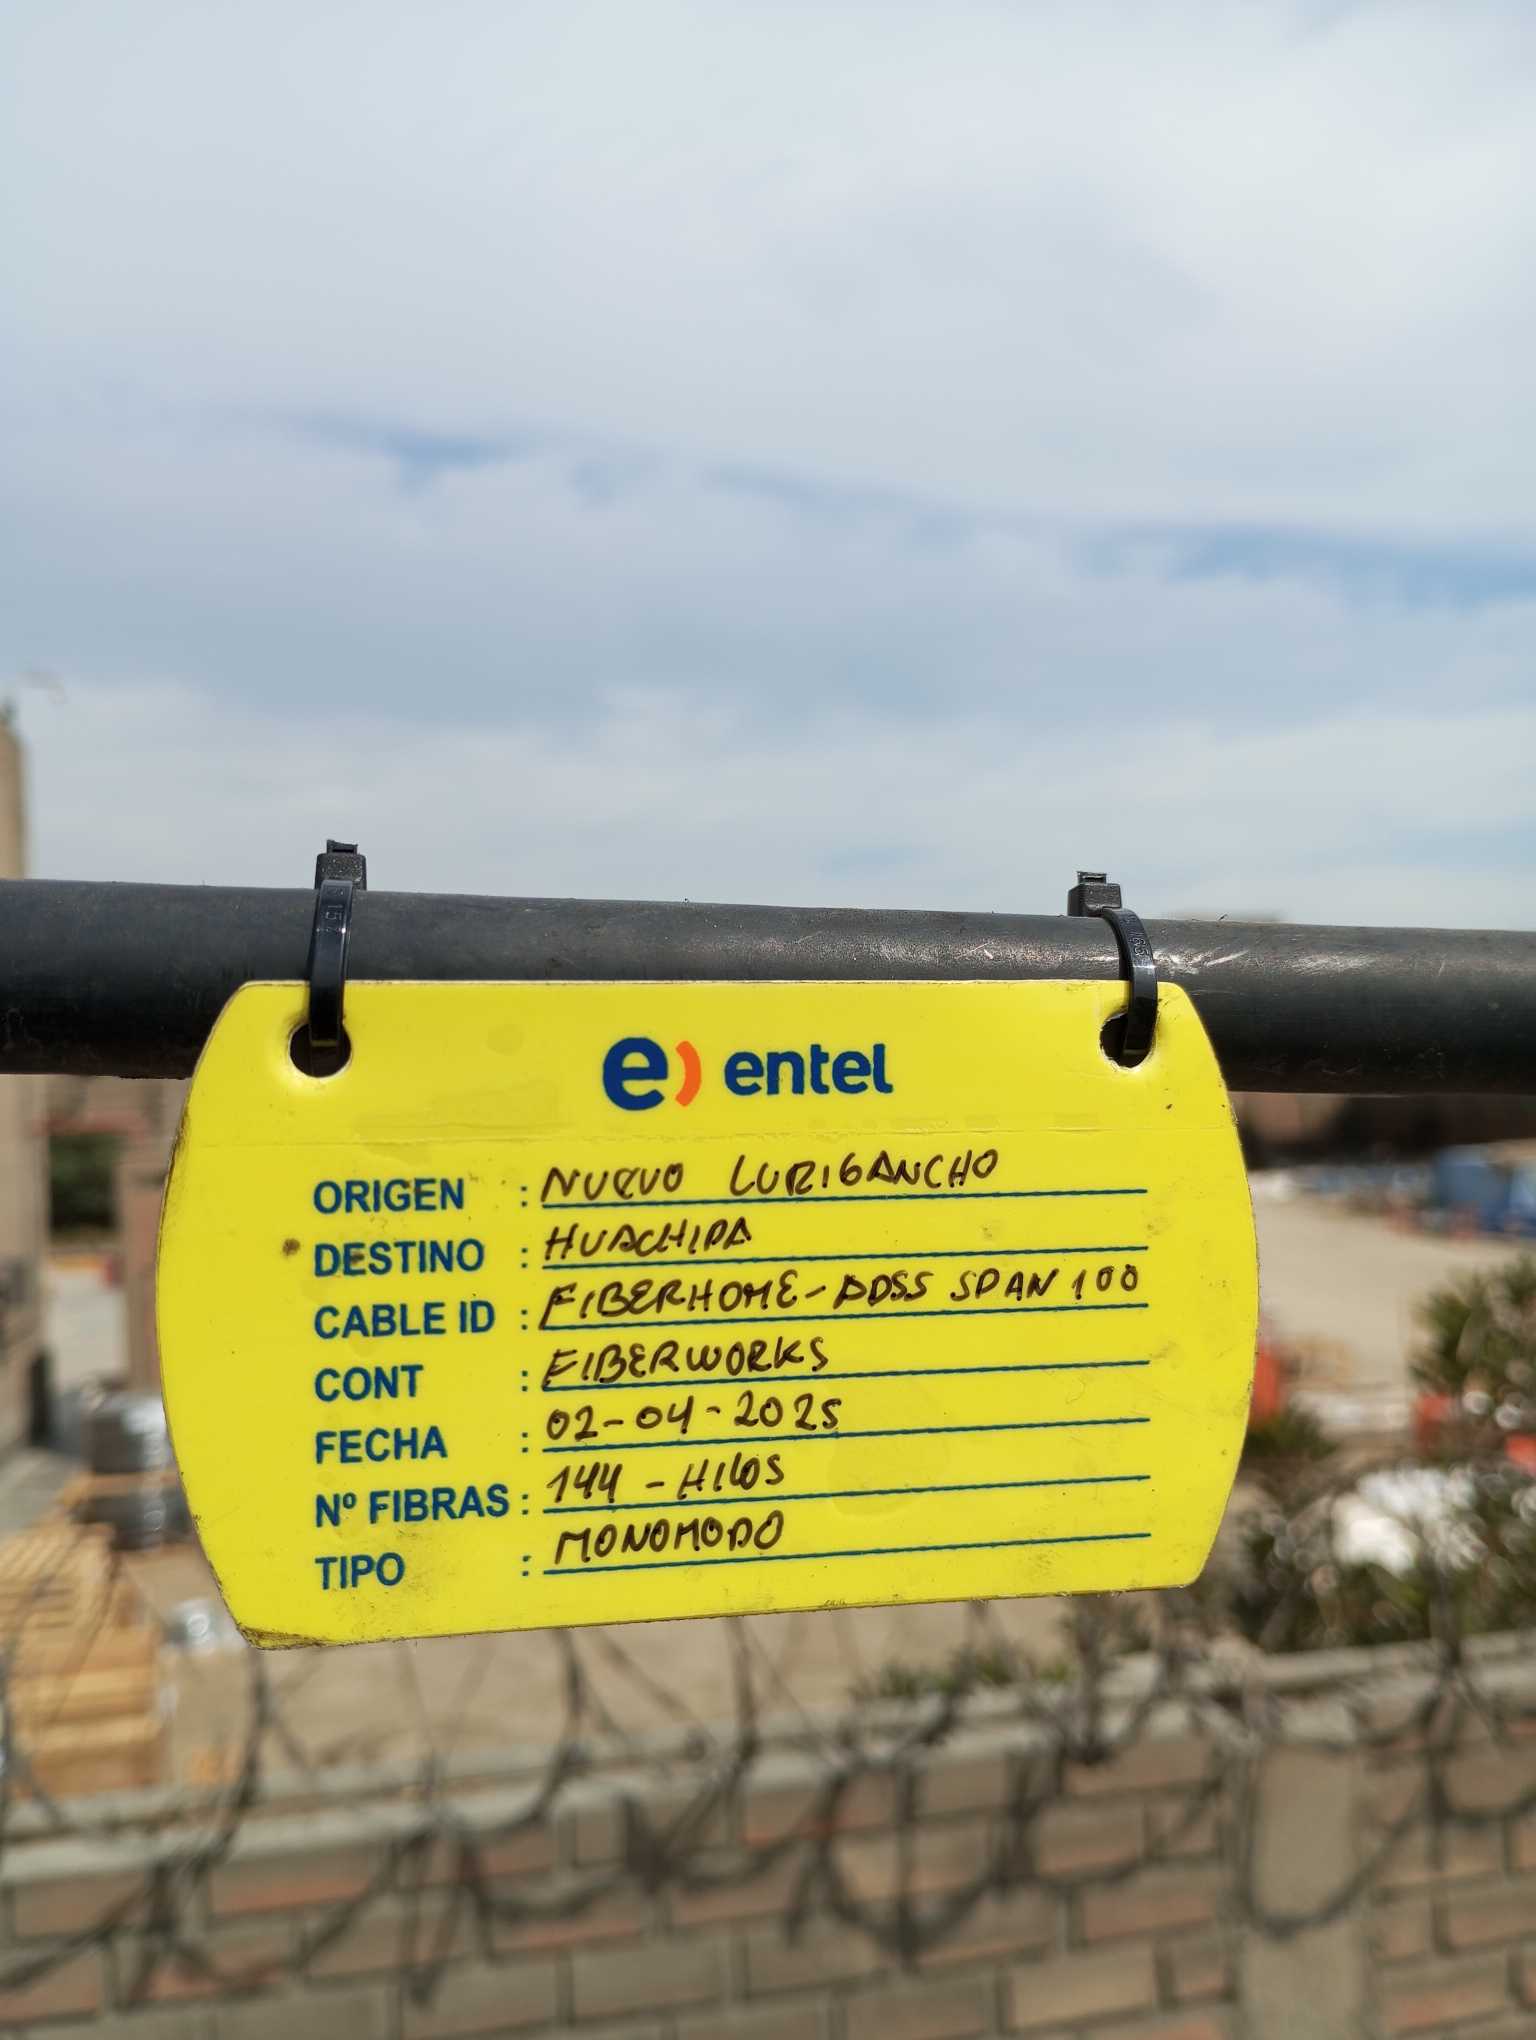 e) entel
ORIGEN : NUEVO LURIGANCHO
DESTINO : HUACHIPA
CABLE ID : FIBERHOME-ADSS SPAN 100
CONT : FIBERWORKS
FECHA : 02-04-2025
Nº FIBRAS : 144 - HILOS
TIPO : MONOMODO